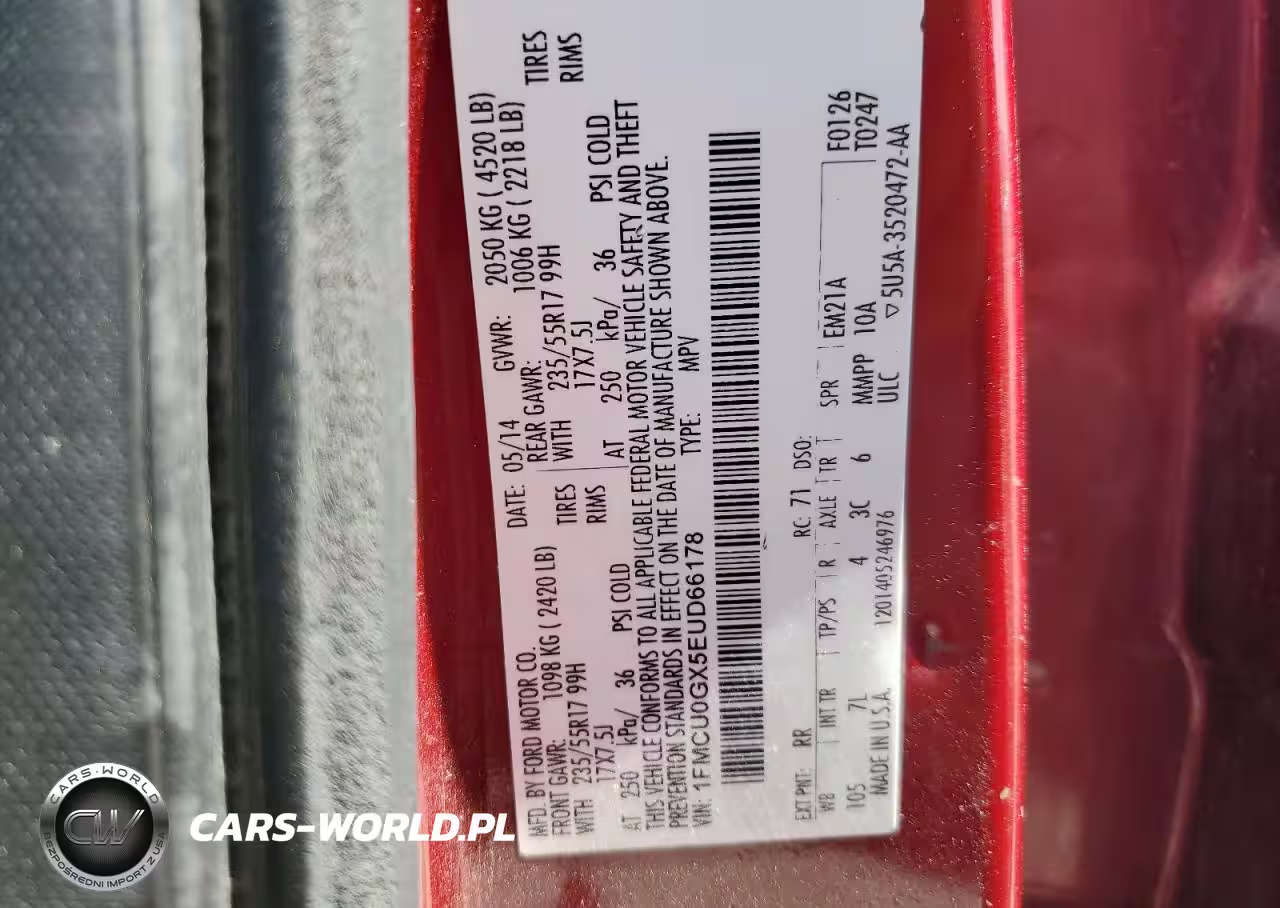 MFD. BY FORD MOTOR CO.
DATE: 05/14 GVWR: 2050 KG ( 4520 LB)
FRONT GAWR: 1098 KG ( 2420 LB) REAR GAWR: 1006 KG ( 2218 LB)
WITH 235/55R17 99H TIRES WITH 235/55R17 99H TIRES
17X7.5J RIMS 17X7.5J RIMS
AT 250 kPa/ 36 PSI COLD AT 250 kPa/ 36 PSI COLD
THIS VEHICLE CONFORMS TO ALL APPLICABLE FEDERAL MOTOR VEHICLE SAFETY AND THEFT
PREVENTION STANDARDS IN EFFECT ON THE DATE OF MANUFACTURE SHOWN ABOVE.
VIN: 1FMCU0GX5EUD66178 TYPE: MPV
EXT PNT: RR RC: 71 DSO: F0126
WB INT TR TP/PS R AXLE TR T SPR EM21A T0247
105 7L 4 3C 6 MMPP 10A
MADE IN U.S.A. 1201405246976 ULC ▽5U5A-3520472-AA
CARS-WORLD
CW
BEZPOŚREDNI IMPORT Z USA
CARS-WORLD.PL